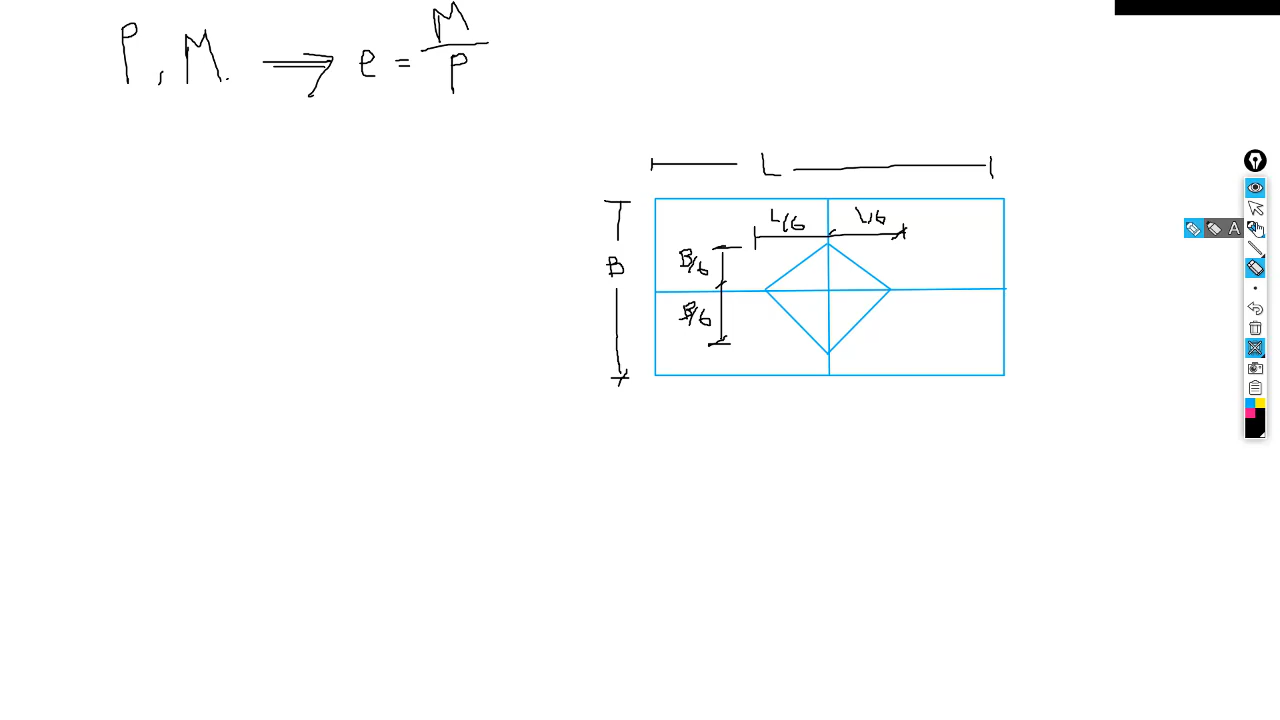 P, M. ⟹ e = M/P
L
L/6 L/6
B/6
B
B/6
A